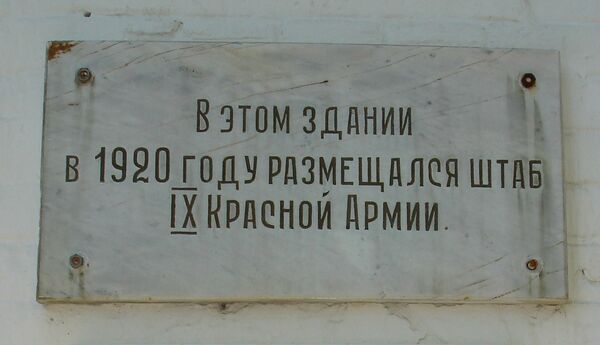 В этом здании
в 1920 году размещался штаб
IX Красной Армии.